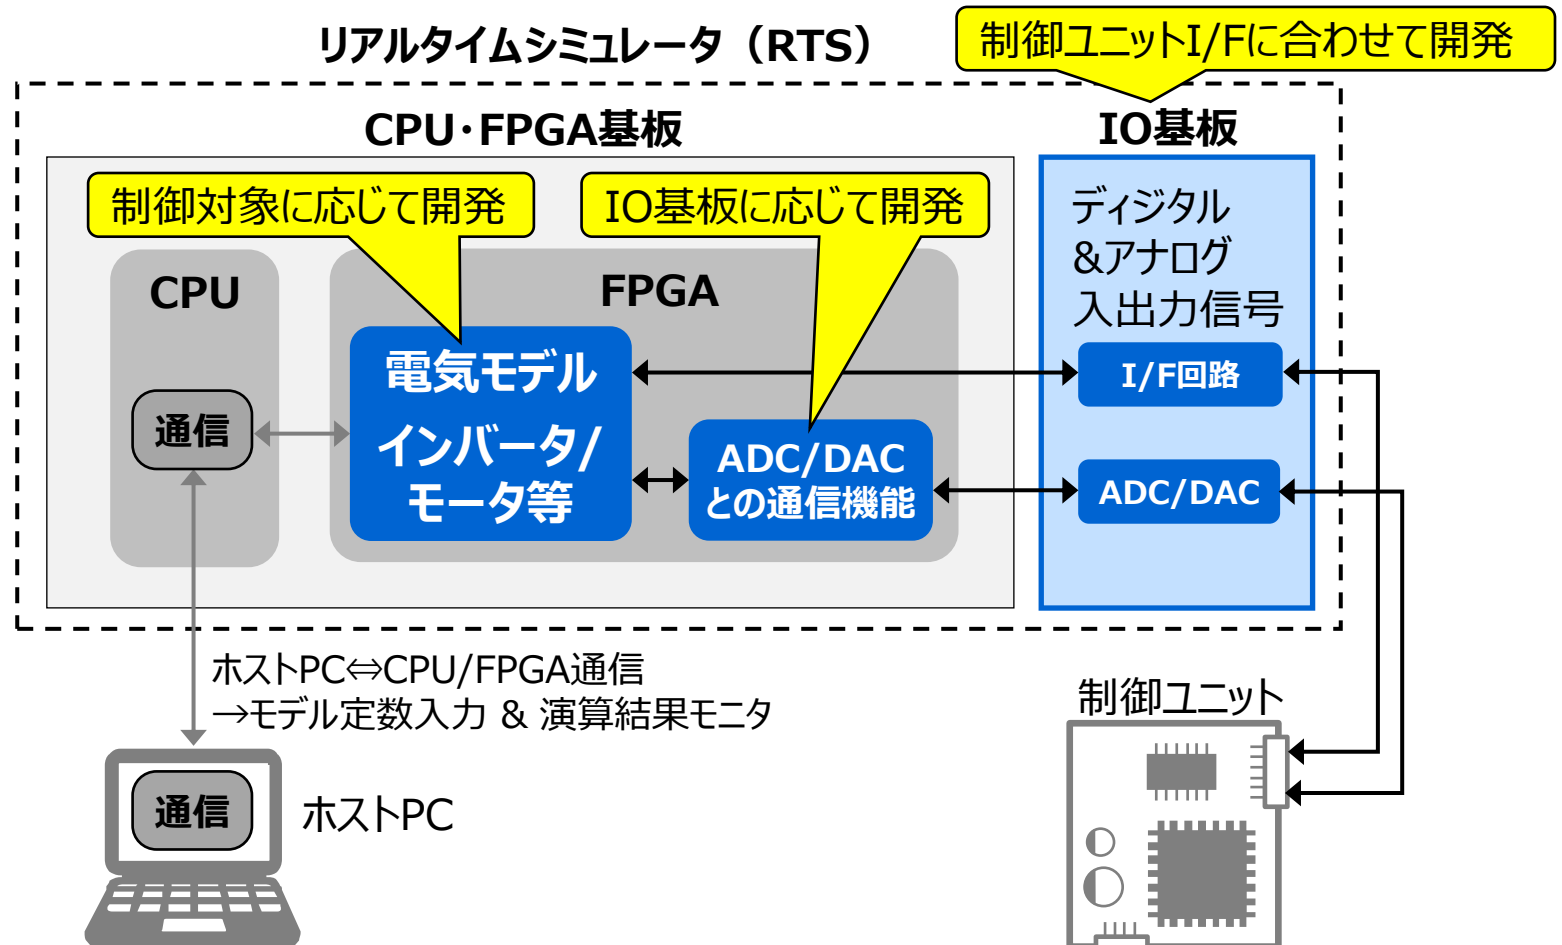 リアルタイムシミュレータ（RTS）
制御ユニットI/Fに合わせて開発
CPU・FPGA基板
IO基板
制御対象に応じて開発
IO基板に応じて開発
ディジタル
&アナログ
入出力信号
CPU
FPGA
電気モデル
インバータ/
モータ等
I/F回路
通信
ADC/DAC
との通信機能
ADC/DAC
ホストPC⇔CPU/FPGA通信
→モデル定数入力 & 演算結果モニタ
制御ユニット
通信
ホストPC